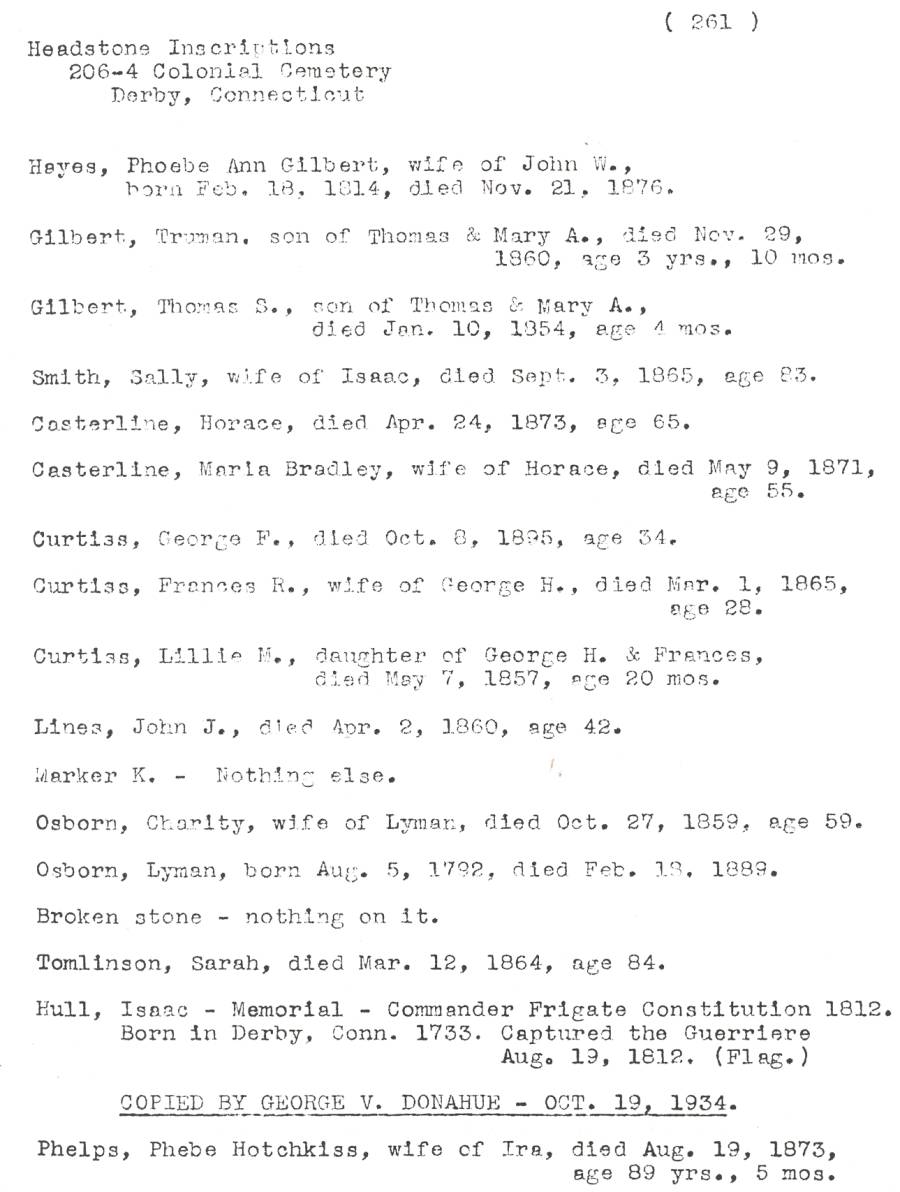 ( 261 )
Headstone Inscriptions
206-4 Colonial Cemetery
Derby, Connecticut
Hayes, Phoebe Ann Gilbert, wife of John W.,
born Feb. 18, 1814, died Nov. 21, 1876.
Gilbert, Truman, son of Thomas & Mary A., died Nov. 29,
1860, age 3 yrs., 10 mos.
Gilbert, Thomas S., son of Thomas & Mary A.,
died Jan. 10, 1854, age 4 mos.
Smith, Sally, wife of Isaac, died Sept. 3, 1865, age 83.
Casterline, Horace, died Apr. 24, 1873, age 65.
Casterline, Maria Bradley, wife of Horace, died May 9, 1871,
age 55.
Curtiss, George F., died Oct. 8, 1895, age 34.
Curtiss, Frances R., wife of George H., died Mar. 1, 1865,
age 28.
Curtiss, Lillie M., daughter of George H. & Frances,
died May 7, 1857, age 20 mos.
Lines, John J., died Apr. 2, 1860, age 42.
Marker K. - Nothing else.
Osborn, Charity, wife of Lyman, died Oct. 27, 1859, age 59.
Osborn, Lyman, born Aug. 5, 1792, died Feb. 18, 1889.
Broken stone - nothing on it.
Tomlinson, Sarah, died Mar. 12, 1864, age 84.
Hull, Isaac - Memorial - Commander Frigate Constitution 1812.
Born in Derby, Conn. 1733. Captured the Guerriere
Aug. 19, 1812. (Flag.)
COPIED BY GEORGE V. DONAHUE - OCT. 19, 1934.
Phelps, Phebe Hotchkiss, wife of Ira, died Aug. 19, 1873,
age 89 yrs., 5 mos.